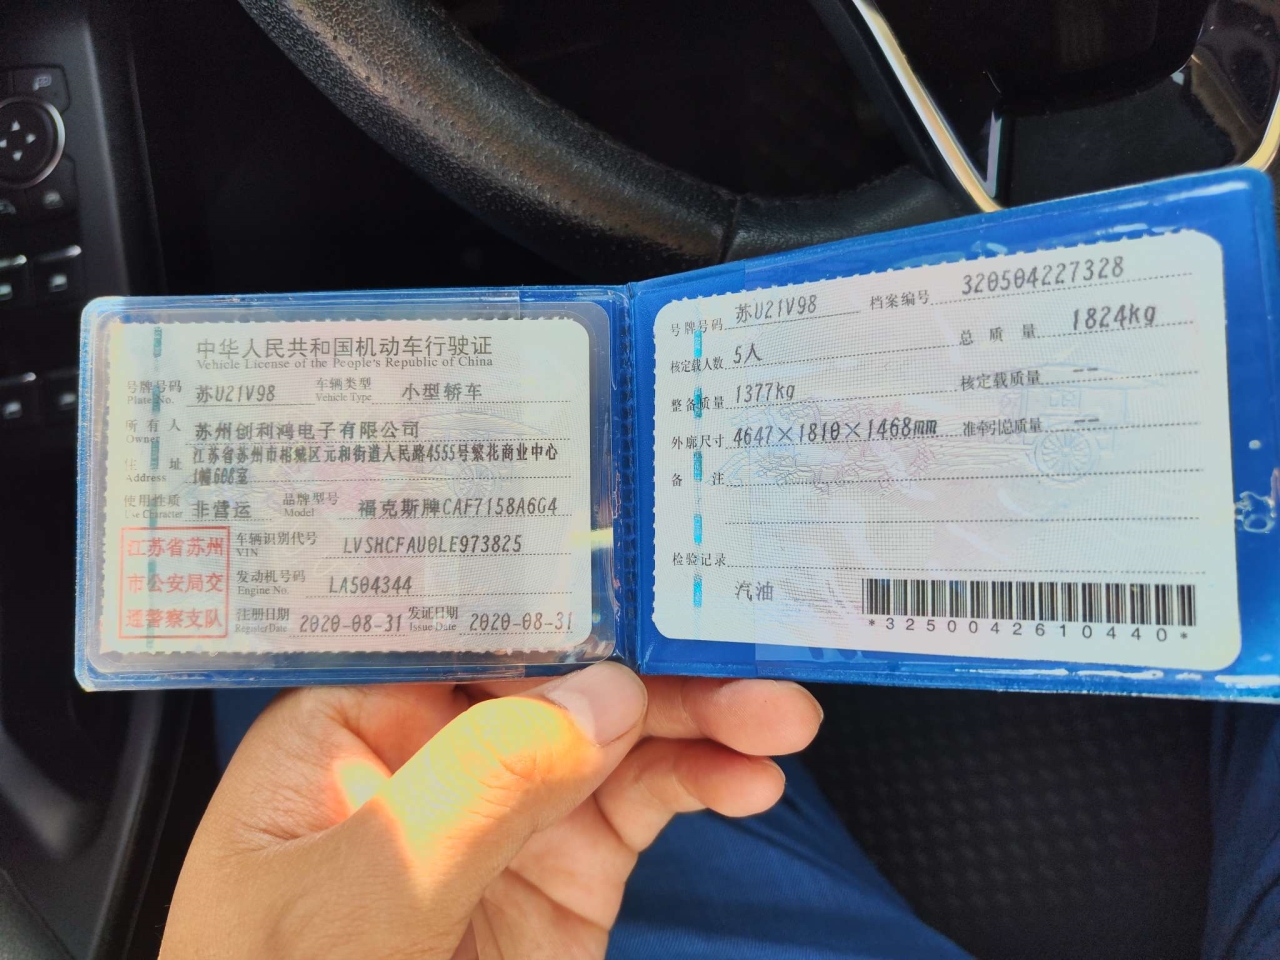 中华人民共和国机动车行驶证
Vehicle License of the People's Republic of China
号牌号码 Plate No. 苏U21V98 车辆类型 Vehicle Type 小型轿车
所有人 Owner 苏州创利鸿电子有限公司
住址 Address 江苏省苏州市相城区元和街道人民路4555号繁花商业中心
1幢608室
使用性质 Use Character 非营运 品牌型号 Model 福克斯牌CAF7158A6G4
江苏省苏州
市公安局交
通警察支队
车辆识别代号 VIN LVSHCFAU0LE973825
发动机号码 Engine No. LA504344
注册日期 Register Date 2020-08-31 发证日期 Issue Date 2020-08-31
号牌号码 苏U21V98 档案编号 320504227328
核定载人数 5人 总质量 1824kg
整备质量 1377kg 核定载质量 --
外廓尺寸 4647×1810×1468mm 准牵引总质量 --
备注
检验记录
汽油
*3250042610440*